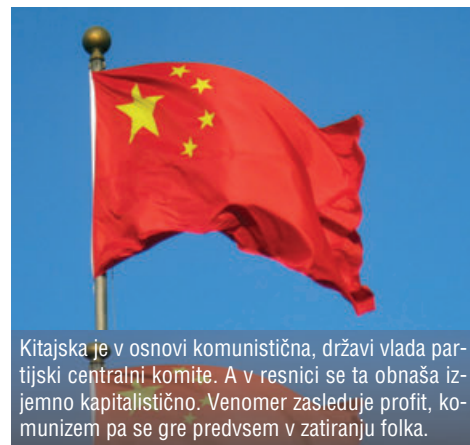 Kitajska je v osnovi komunistična, državi vlada par-
tijski centralni komite. A v resnici se ta obnaša iz-
jemno kapitalistično. Venomer zasleduje profit, ko-
munizem pa se gre predvsem v zatiranju folka.